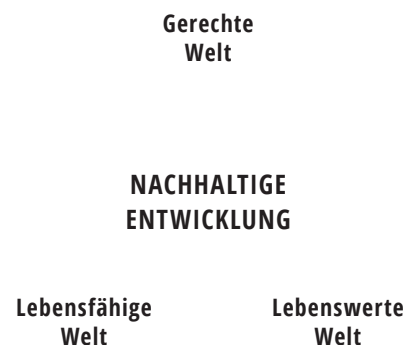 Gerechte
Welt
NACHHALTIGE
ENTWICKLUNG
Lebensfähige
Welt
Lebenswerte
Welt